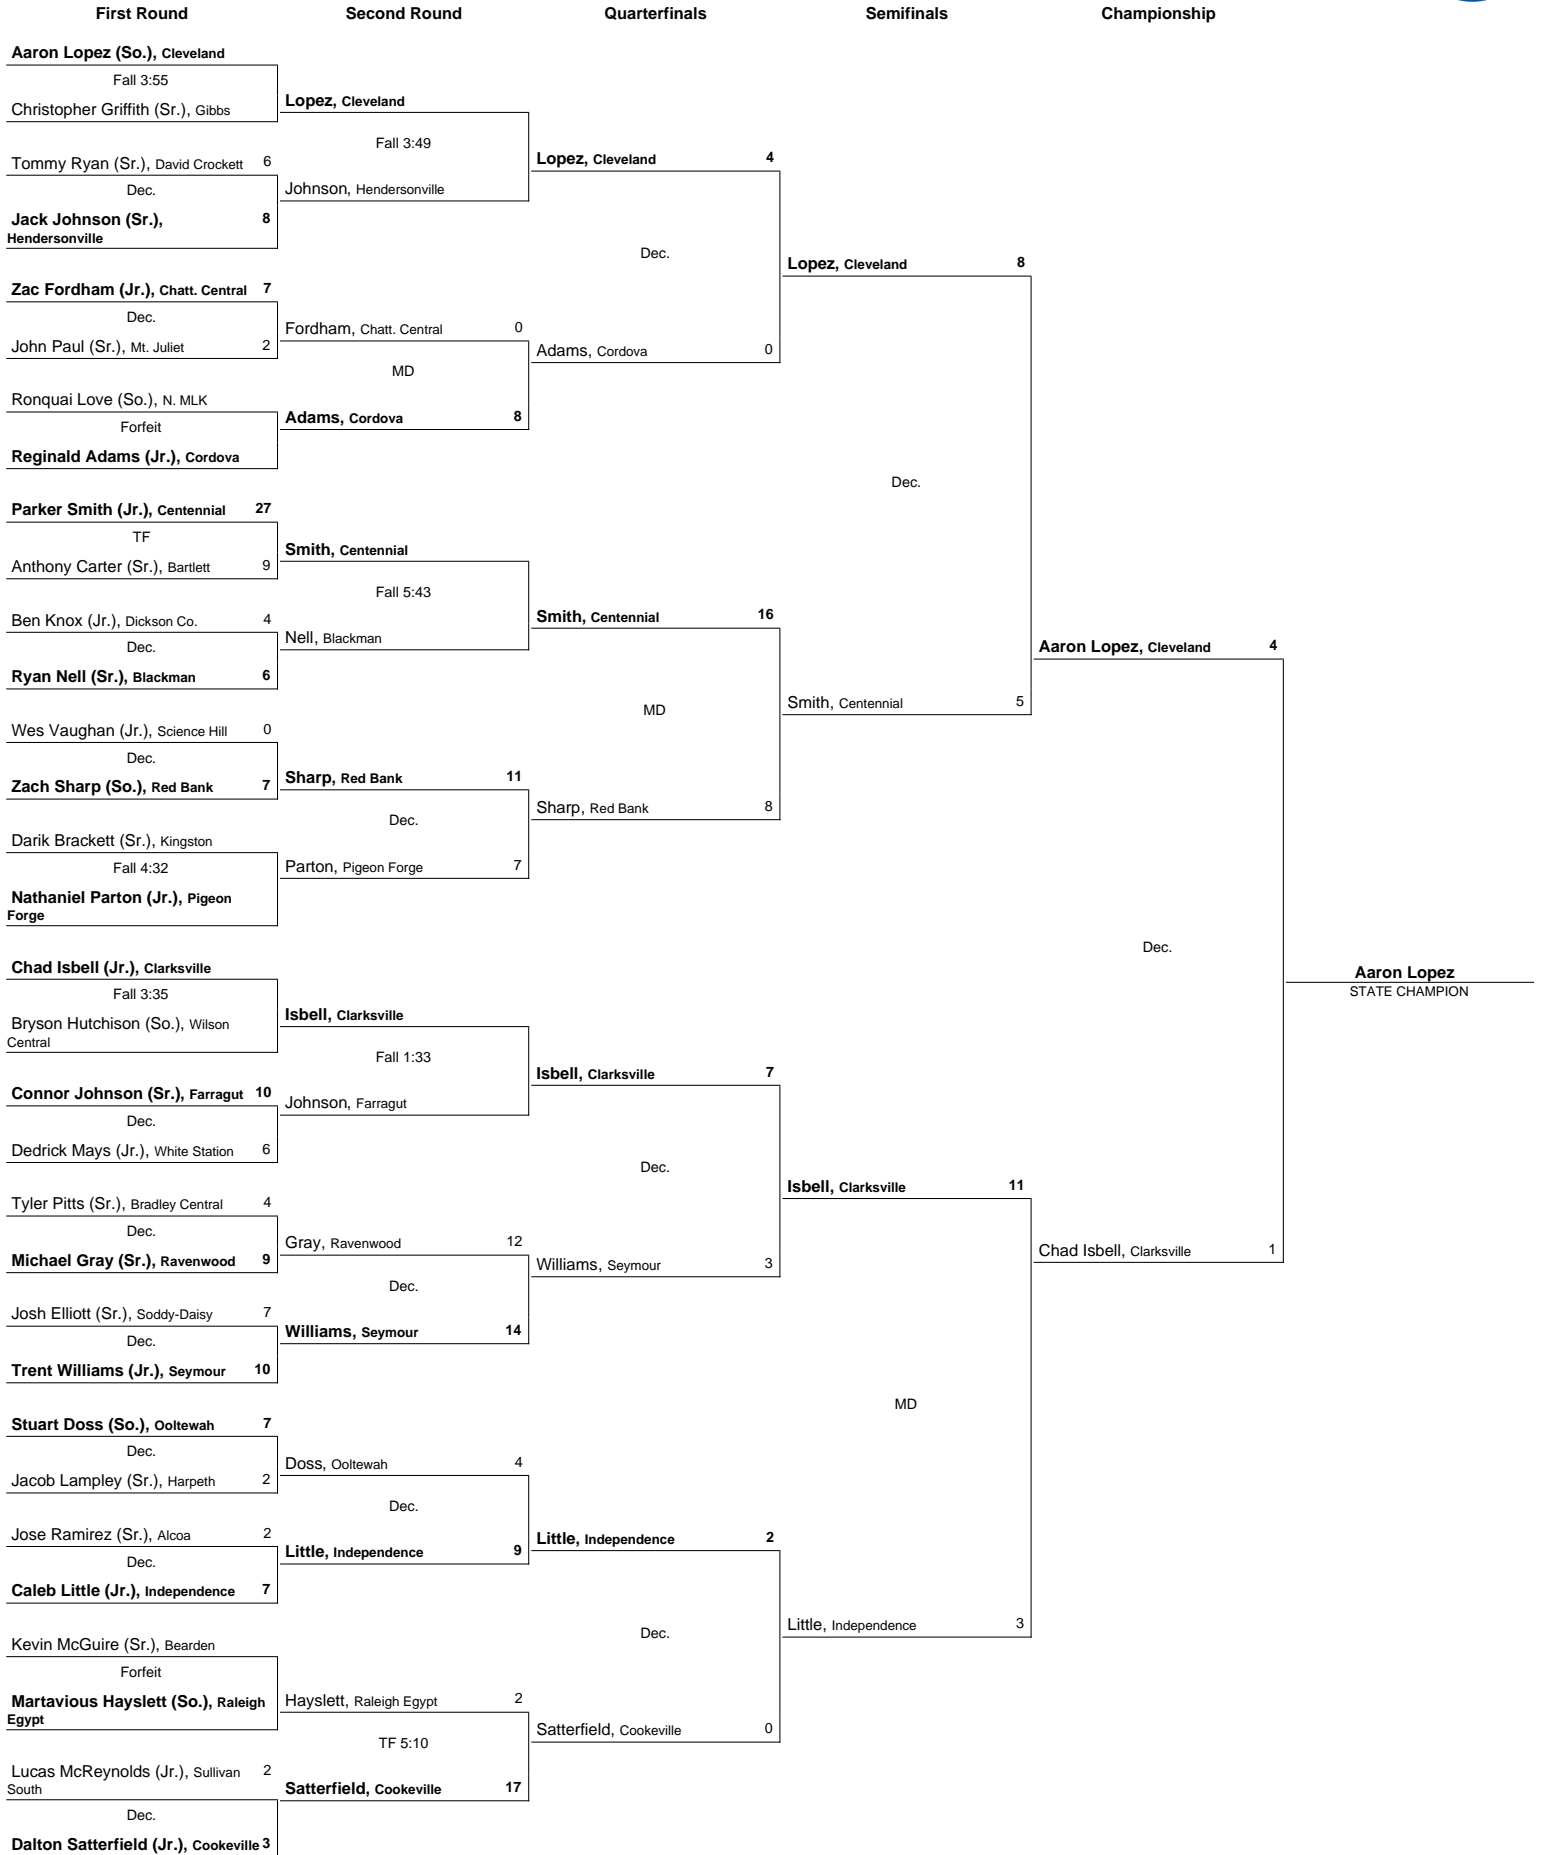 First Round
Second Round
Quarterfinals
Semifinals
Championship
Aaron Lopez (So.), Cleveland
Fall 3:55
Christopher Griffith (Sr.), Gibbs
Tommy Ryan (Sr.), David Crockett 6
Dec.
Jack Johnson (Sr.), 8
Hendersonville
Zac Fordham (Jr.), Chatt. Central 7
Dec.
John Paul (Sr.), Mt. Juliet 2
Ronquai Love (So.), N. MLK
Forfeit
Reginald Adams (Jr.), Cordova
Parker Smith (Jr.), Centennial 27
TF
Anthony Carter (Sr.), Bartlett 9
Ben Knox (Jr.), Dickson Co. 4
Dec.
Ryan Nell (Sr.), Blackman 6
Wes Vaughan (Jr.), Science Hill 0
Dec.
Zach Sharp (So.), Red Bank 7
Darik Brackett (Sr.), Kingston
Fall 4:32
Nathaniel Parton (Jr.), Pigeon
Forge
Chad Isbell (Jr.), Clarksville
Fall 3:35
Bryson Hutchison (So.), Wilson
Central
Connor Johnson (Sr.), Farragut 10
Dec.
Dedrick Mays (Jr.), White Station 6
Tyler Pitts (Sr.), Bradley Central 4
Dec.
Michael Gray (Sr.), Ravenwood 9
Josh Elliott (Sr.), Soddy-Daisy 7
Dec.
Trent Williams (Jr.), Seymour 10
Stuart Doss (So.), Ooltewah 7
Dec.
Jacob Lampley (Sr.), Harpeth 2
Jose Ramirez (Sr.), Alcoa 2
Dec.
Caleb Little (Jr.), Independence 7
Kevin McGuire (Sr.), Bearden
Forfeit
Martavious Hayslett (So.), Raleigh
Egypt
Lucas McReynolds (Jr.), Sullivan 2
South
Dec.
Dalton Satterfield (Jr.), Cookeville 3
Lopez, Cleveland
Fall 3:49
Johnson, Hendersonville
Fordham, Chatt. Central 0
MD
Adams, Cordova 8
Smith, Centennial
Fall 5:43
Nell, Blackman
Sharp, Red Bank 11
Dec.
Parton, Pigeon Forge 7
Isbell, Clarksville
Fall 1:33
Johnson, Farragut
Gray, Ravenwood 12
Dec.
Williams, Seymour 14
Doss, Ooltewah 4
Dec.
Little, Independence 9
Hayslett, Raleigh Egypt 2
TF 5:10
Satterfield, Cookeville 17
Lopez, Cleveland 4
Dec.
Adams, Cordova 0
Smith, Centennial 16
MD
Sharp, Red Bank 8
Isbell, Clarksville 7
Dec.
Williams, Seymour 3
Little, Independence 2
Dec.
Satterfield, Cookeville 0
Lopez, Cleveland 8
Dec.
Smith, Centennial 5
Isbell, Clarksville 11
MD
Little, Independence 3
Aaron Lopez, Cleveland 4
Dec.
Chad Isbell, Clarksville 1
Aaron Lopez
STATE CHAMPION